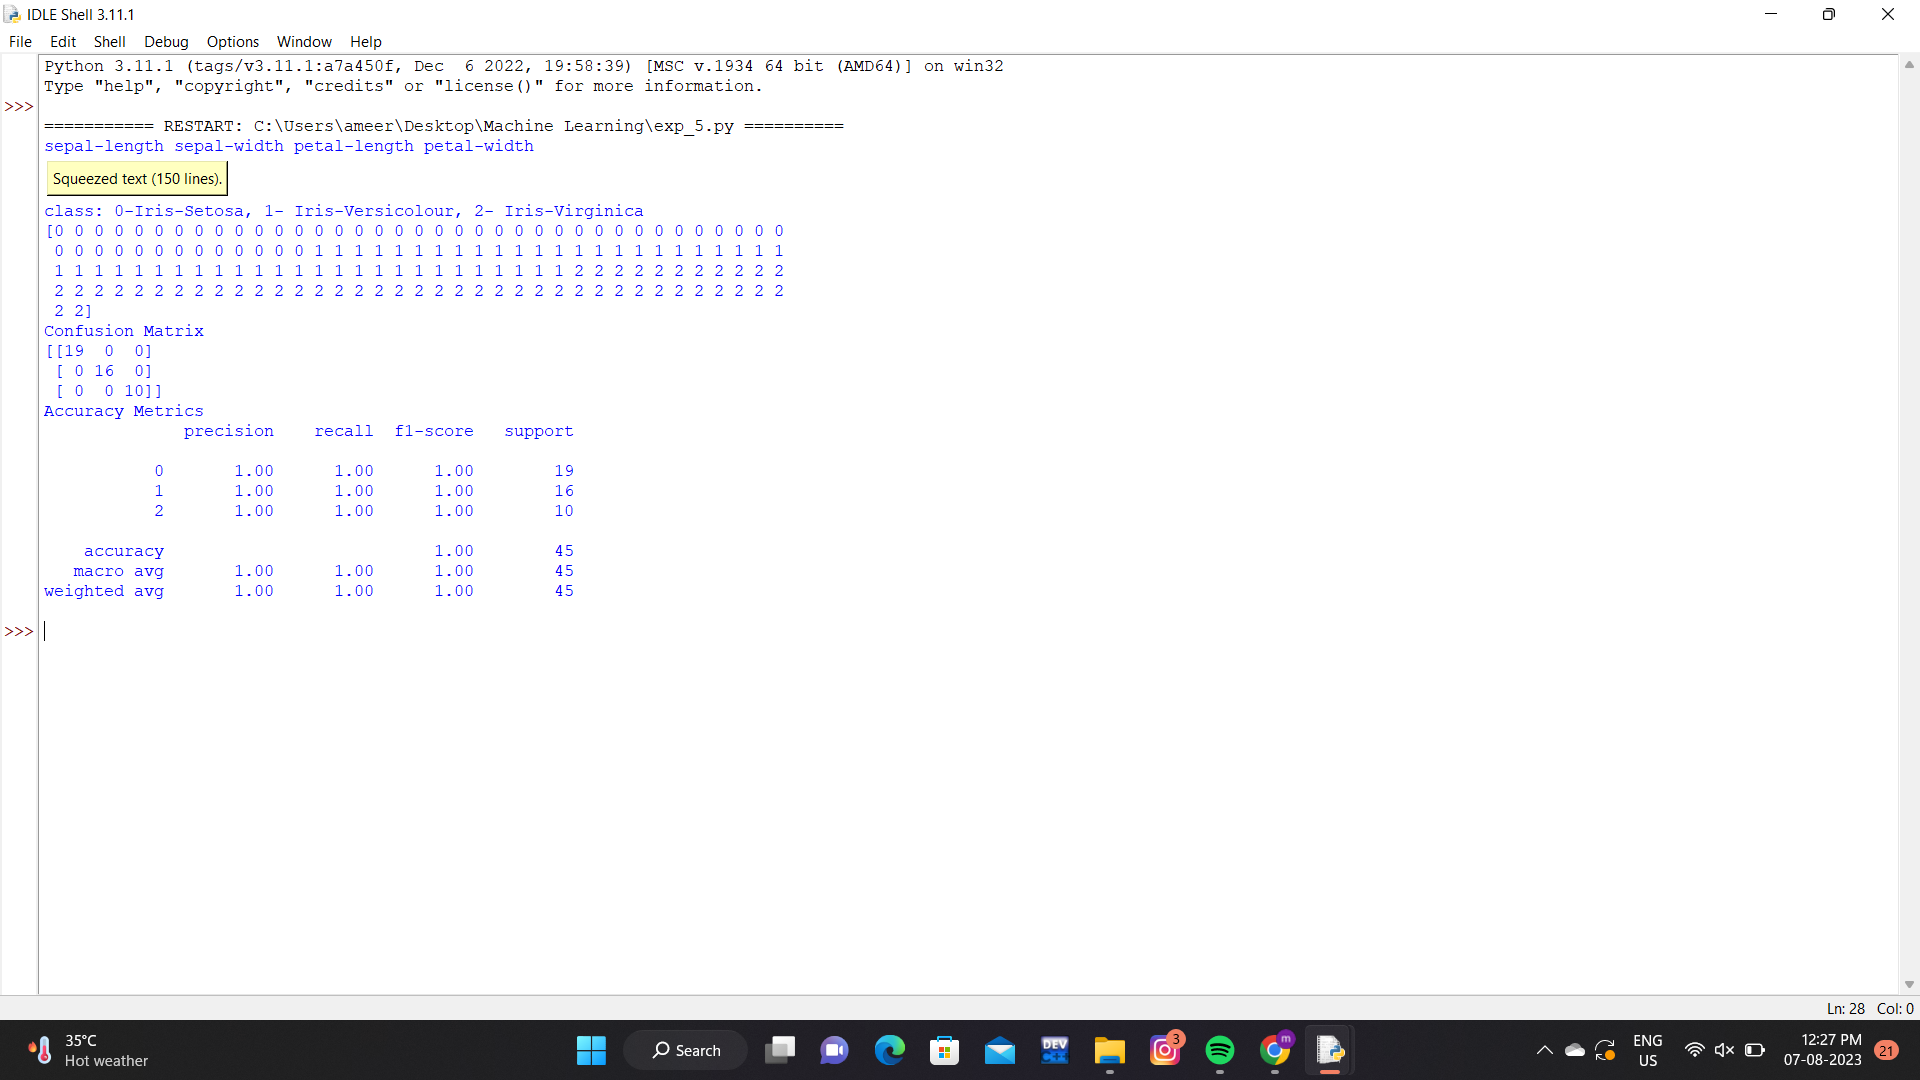 IDLE Shell 3.11.1
File Edit Shell Debug Options Window Help
Python 3.11.1 (tags/v3.11.1:a7a450f, Dec  6 2022, 19:58:39) [MSC v.1934 64 bit (AMD64)] on win32
Type "help", "copyright", "credits" or "license()" for more information.
>>>
=========== RESTART: C:\Users\ameer\Desktop\Machine Learning\exp_5.py ==========
sepal-length sepal-width petal-length petal-width
Squeezed text (150 lines).
class: 0-Iris-Setosa, 1- Iris-Versicolour, 2- Iris-Virginica
[0 0 0 0 0 0 0 0 0 0 0 0 0 0 0 0 0 0 0 0 0 0 0 0 0 0 0 0 0 0 0 0 0 0 0 0 0
 0 0 0 0 0 0 0 0 0 0 0 0 0 1 1 1 1 1 1 1 1 1 1 1 1 1 1 1 1 1 1 1 1 1 1 1 1
 1 1 1 1 1 1 1 1 1 1 1 1 1 1 1 1 1 1 1 1 1 1 1 1 1 1 2 2 2 2 2 2 2 2 2 2 2
 2 2 2 2 2 2 2 2 2 2 2 2 2 2 2 2 2 2 2 2 2 2 2 2 2 2 2 2 2 2 2 2 2 2 2 2 2
 2 2]
Confusion Matrix
[[19  0  0]
 [ 0 16  0]
 [ 0  0 10]]
Accuracy Metrics
              precision    recall  f1-score   support
           0       1.00      1.00      1.00        19
           1       1.00      1.00      1.00        16
           2       1.00      1.00      1.00        10
    accuracy                           1.00        45
   macro avg       1.00      1.00      1.00        45
weighted avg       1.00      1.00      1.00        45
>>>
Ln: 28 Col: 0
35°C
Hot weather
Search
DEV
C++
3
m
ENG
US
12:27 PM
07-08-2023
21